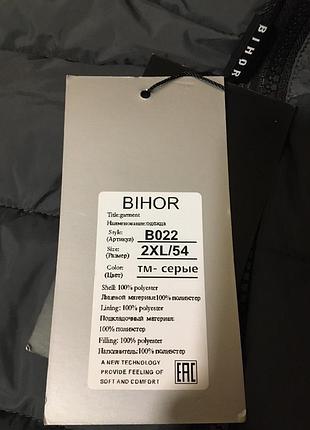 BIHOR
BIHOR
Title:garment
Наименование:одежда
Style:
(Артикул) B022
Size:
(Размер) 2XL/54
Color:
(Цвет) тм- серые
Shell: 100% polyester
Лицевой материал:100% полиэстер
Lining: 100% polyester
Подкладочный материал:
100% полиэстер
Filling: 100% polyester
Наполнитель:100% полиэстер
A NEW TECHNOLOGY
PROVIDE FEELING OF
SOFT AND COMFORT
EAC